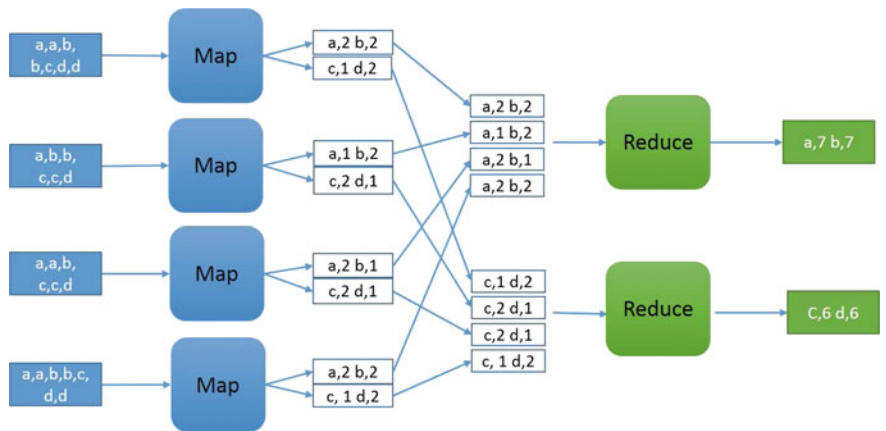 a,a,b,
b,c,d,d
Map
a,2 b,2
c,1 d,2
a,b,b,
c,c,d
Map
a,1 b,2
c,2 d,1
a,a,b,
c,c,d
Map
a,2 b,1
c,2 d,1
a,a,b,b,c,
d,d
Map
a,2 b,2
c, 1 d,2
a,2 b,2
a,1 b,2
a,2 b,1
a,2 b,2
Reduce
a,7 b,7
c,1 d,2
c,2 d,1
c,2 d,1
c, 1 d,2
Reduce
C,6 d,6